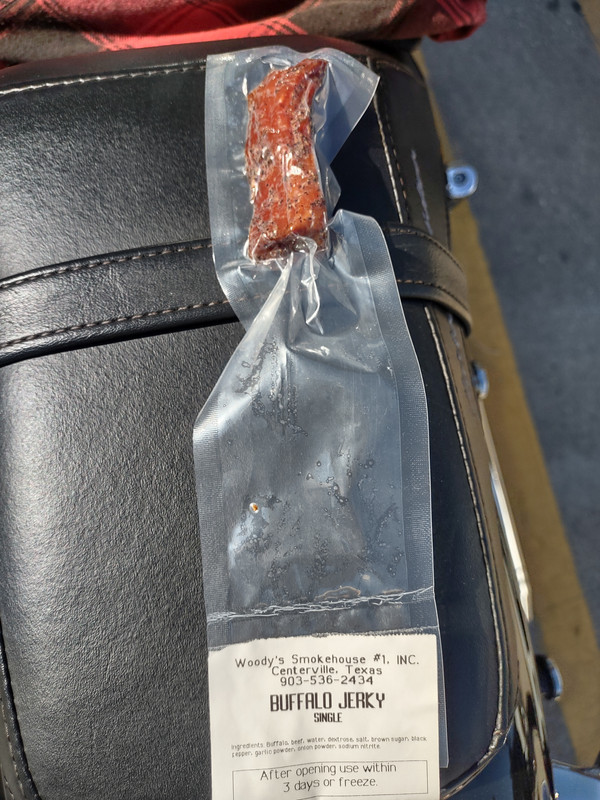 Woody's Smokehouse #1, INC.
Centerville, Texas
903-536-2434
BUFFALO JERKY
SINGLE
Ingredients: Buffalo, beef, water, dextrose, salt, brown sugar, black
pepper, garlic powder, onion powder, sodium nitrite
After opening use within
3 days or freeze.